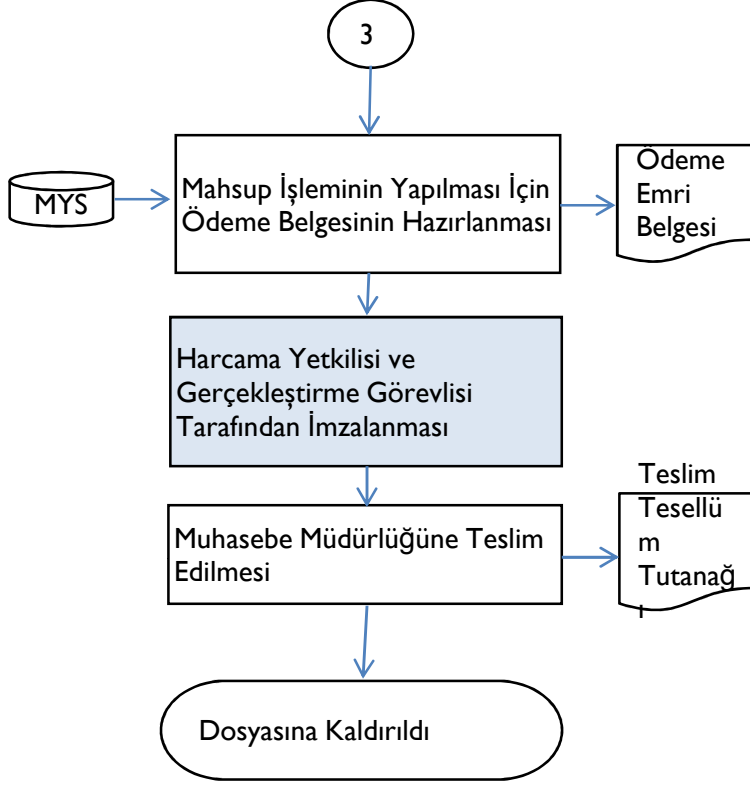 3
MYS
Mahsup İşleminin Yapılması İçin
Ödeme Belgesinin Hazırlanması
Ödeme
Emri
Belgesi
Harcama Yetkilisi ve
Gerçekleştirme Görevlisi
Tarafından İmzalanması
Muhasebe Müdürlüğüne Teslim
Edilmesi
Teslim
Tesellü
m
Tutanağ
ı
Dosyasına Kaldırıldı